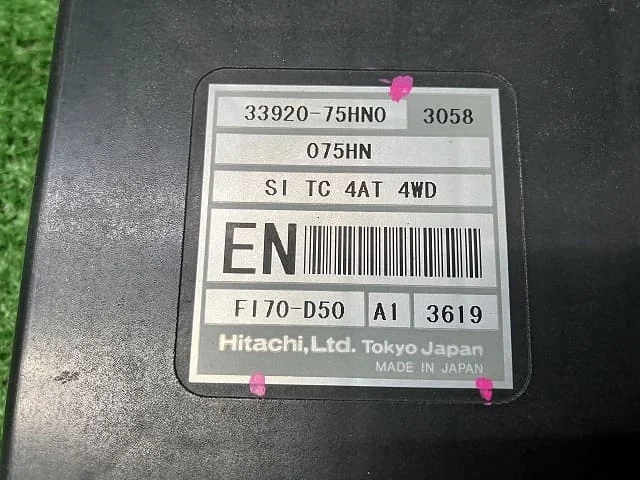 33920-75HN0 3058
075HN
SI TC 4AT 4WD
EN
FI70-D50 A1 3619
Hitachi, Ltd. Tokyo Japan
MADE IN JAPAN